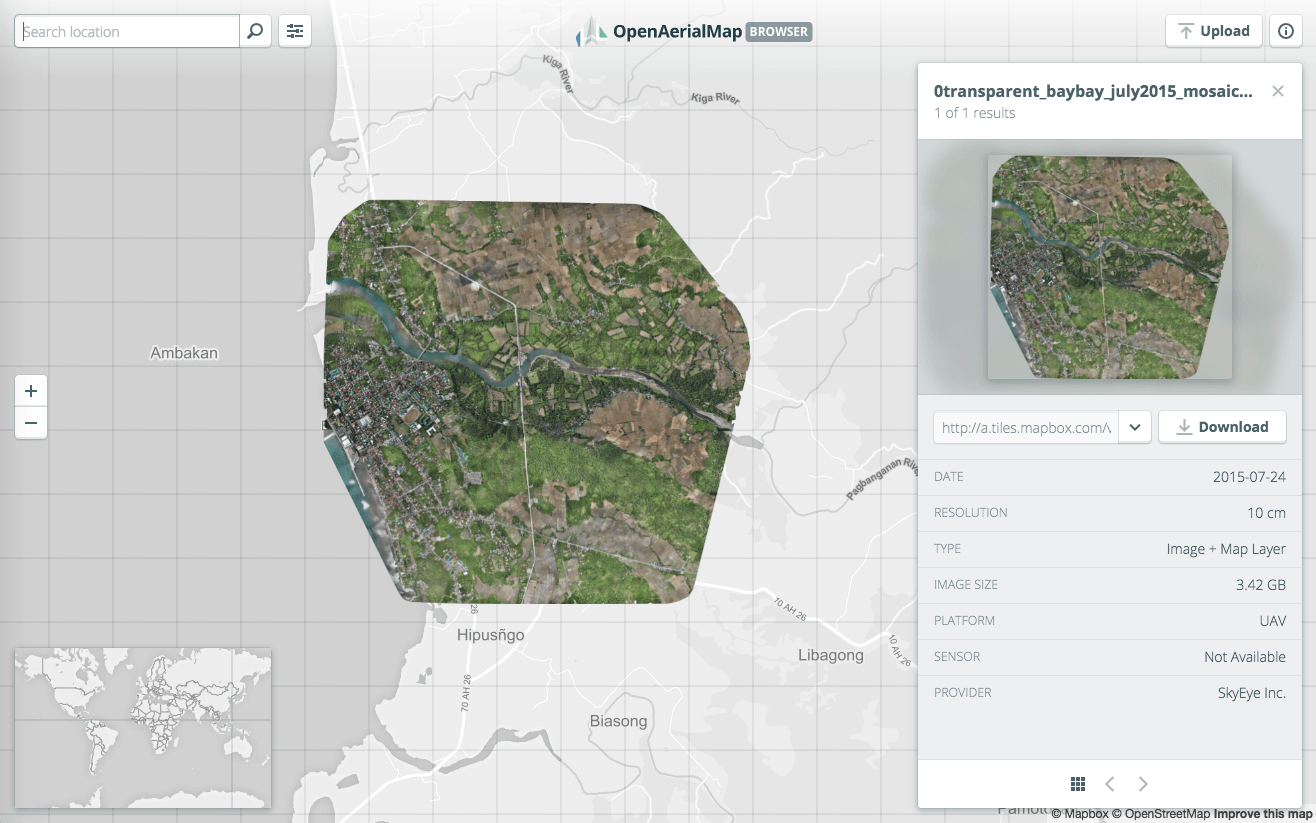 Search location
OpenAerialMap BROWSER
Upload
Kiga River
Kiga River
Ambakan
Pagbanganan River
10 AH 26
10 AH 26
26
70 AH 26
Hipusñgo
Libagong
Biasong
0transparent_baybay_july2015_mosaic...
1 of 1 results
http://a.tiles.mapbox.com/\
Download
DATE 2015-07-24
RESOLUTION 10 cm
TYPE Image + Map Layer
IMAGE SIZE 3.42 GB
PLATFORM UAV
SENSOR Not Available
PROVIDER SkyEye Inc.
© Mapbox © OpenStreetMap Improve this map